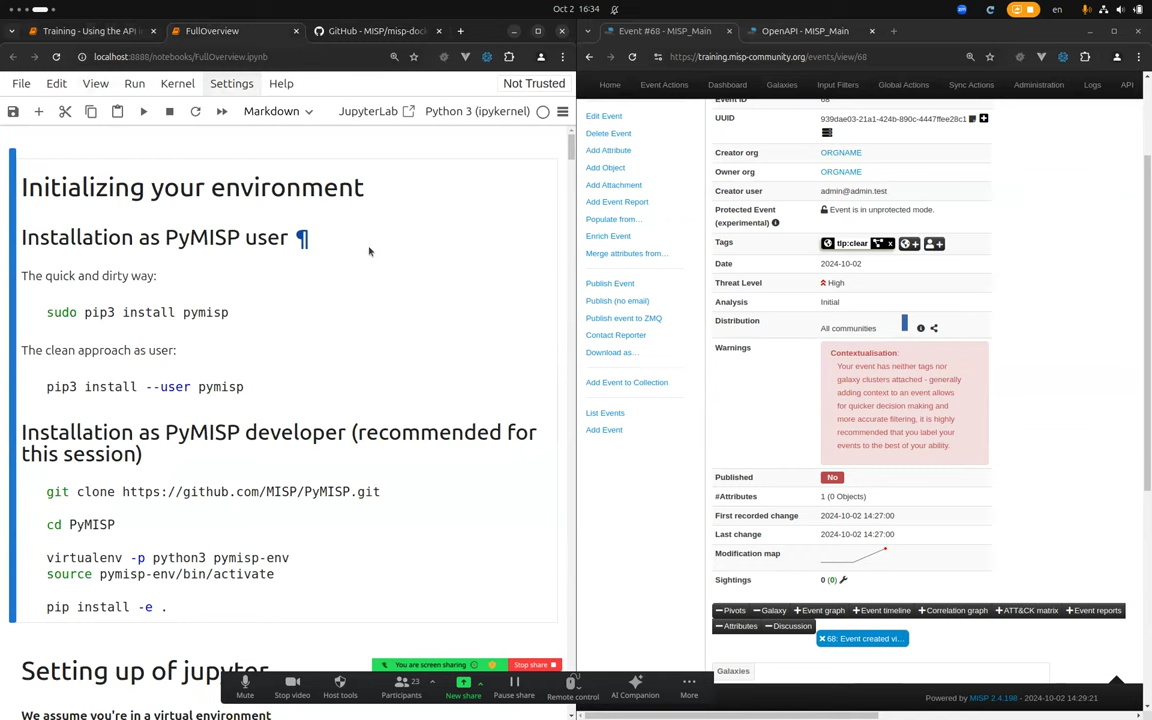 Oct 2 16:34
en
Training - Using the API i
FullOverview
GitHub - MISP/misp-dock
localhost:8888/notebooks/FullOverview.ipynb
File Edit View Run Kernel Settings Help
Not Trusted
Markdown
JupyterLab
Python 3 (ipykernel)
Initializing your environment
Installation as PyMISP user ¶
The quick and dirty way:
sudo pip3 install pymisp
The clean approach as user:
pip3 install --user pymisp
Installation as PyMISP developer (recommended for
this session)
git clone https://github.com/MISP/PyMISP.git
cd PyMISP
virtualenv -p python3 pymisp-env
source pymisp-env/bin/activate
pip install -e .
Setting up of jupyter
We assume you're in a virtual environment
You are screen sharing
Stop share
Mute
Stop video
Host tools
23
Participants
New share
Pause share
Remote control
AI Companion
More
Event #68 - MISP_Main
OpenAPI - MISP_Main
https://training.misp-community.org/events/view/68
Home Event Actions Dashboard Galaxies Input Filters Global Actions Sync Actions Administration Logs API
Edit Event
Delete Event
Add Attribute
Add Object
Add Attachment
Add Event Report
Populate from…
Enrich Event
Merge attributes from…
Publish Event
Publish (no email)
Publish event to ZMQ
Contact Reporter
Download as…
Add Event to Collection
List Events
Add Event
Event ID 68
UUID 939dae03-21a1-424b-890c-4447ffee28c1
Creator org ORGNAME
Owner org ORGNAME
Creator user admin@admin.test
Protected Event
(experimental)
Event is in unprotected mode.
Tags tlp:clear x
Date 2024-10-02
Threat Level High
Analysis Initial
Distribution All communities
Warnings
Contextualisation:
Your event has neither tags nor
galaxy clusters attached - generally
adding context to an event allows
for quicker decision making and
more accurate filtering, it is highly
recommended that you label your
events to the best of your ability.
Published No
#Attributes 1 (0 Objects)
First recorded change 2024-10-02 14:27:00
Last change 2024-10-02 14:27:00
Modification map
Sightings 0 (0)
Pivots Galaxy Event graph Event timeline Correlation graph ATT&CK matrix Event reports
Attributes Discussion
68: Event created vi...
Galaxies
Powered by MISP 2.4.198 - 2024-10-02 14:29:21